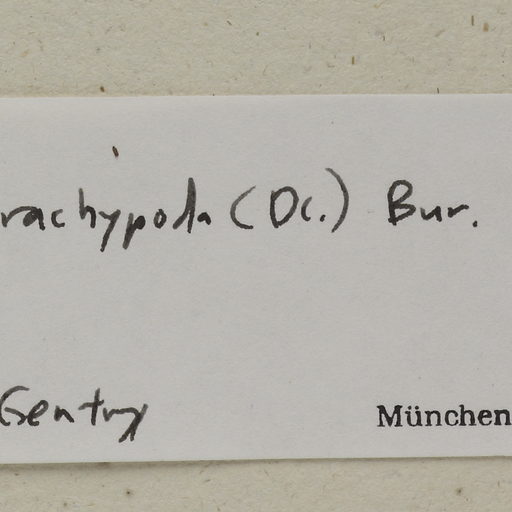 rachypoda (DC.) Bur.
Gentry
München